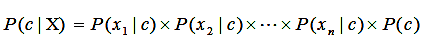 P(c | X) = P(x₁ | c) × P(x₂ | c) × ⋯ × P(xₙ | c) × P(c)